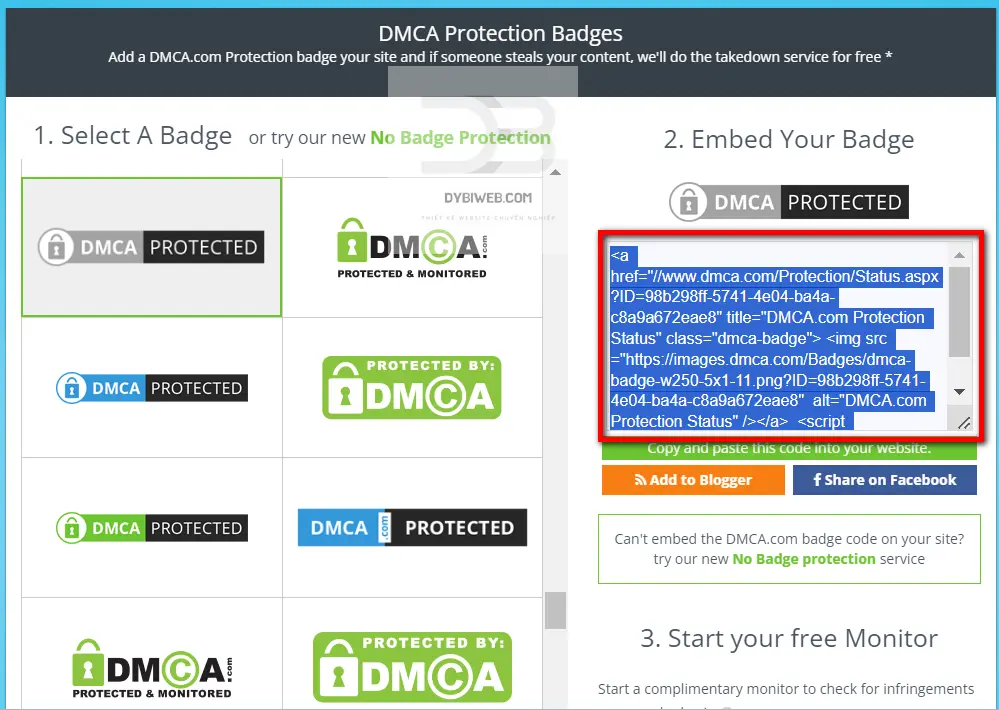 DMCA Protection Badges
Add a DMCA.com Protection badge your site and if someone steals your content, we'll do the takedown service for free *
1. Select A Badge or try our new No Badge Protection
DYBIWEB.COM
THIẾT KẾ WEBSITE CHUYÊN NGHIỆP
DMCA PROTECTED
DMCA.com
PROTECTED & MONITORED
DMCA PROTECTED
PROTECTED BY:
DMCA
DMCA PROTECTED
DMCA .com PROTECTED
DMCA.com
PROTECTED & MONITORED
PROTECTED BY:
DMCA
2. Embed Your Badge
DMCA PROTECTED
<a
href="//www.dmca.com/Protection/Status.aspx
?ID=98b298ff-5741-4e04-ba4a-
c8a9a672eae8" title="DMCA.com Protection
Status" class="dmca-badge"> <img src
="https://images.dmca.com/Badges/dmca-
badge-w250-5x1-11.png?ID=98b298ff-5741-
4e04-ba4a-c8a9a672eae8"  alt="DMCA.com
Protection Status" /></a>  <script
Copy and paste this code into your website.
Add to Blogger
f Share on Facebook
Can't embed the DMCA.com badge code on your site?
try our new No Badge protection service
3. Start your free Monitor
Start a complimentary monitor to check for infringements